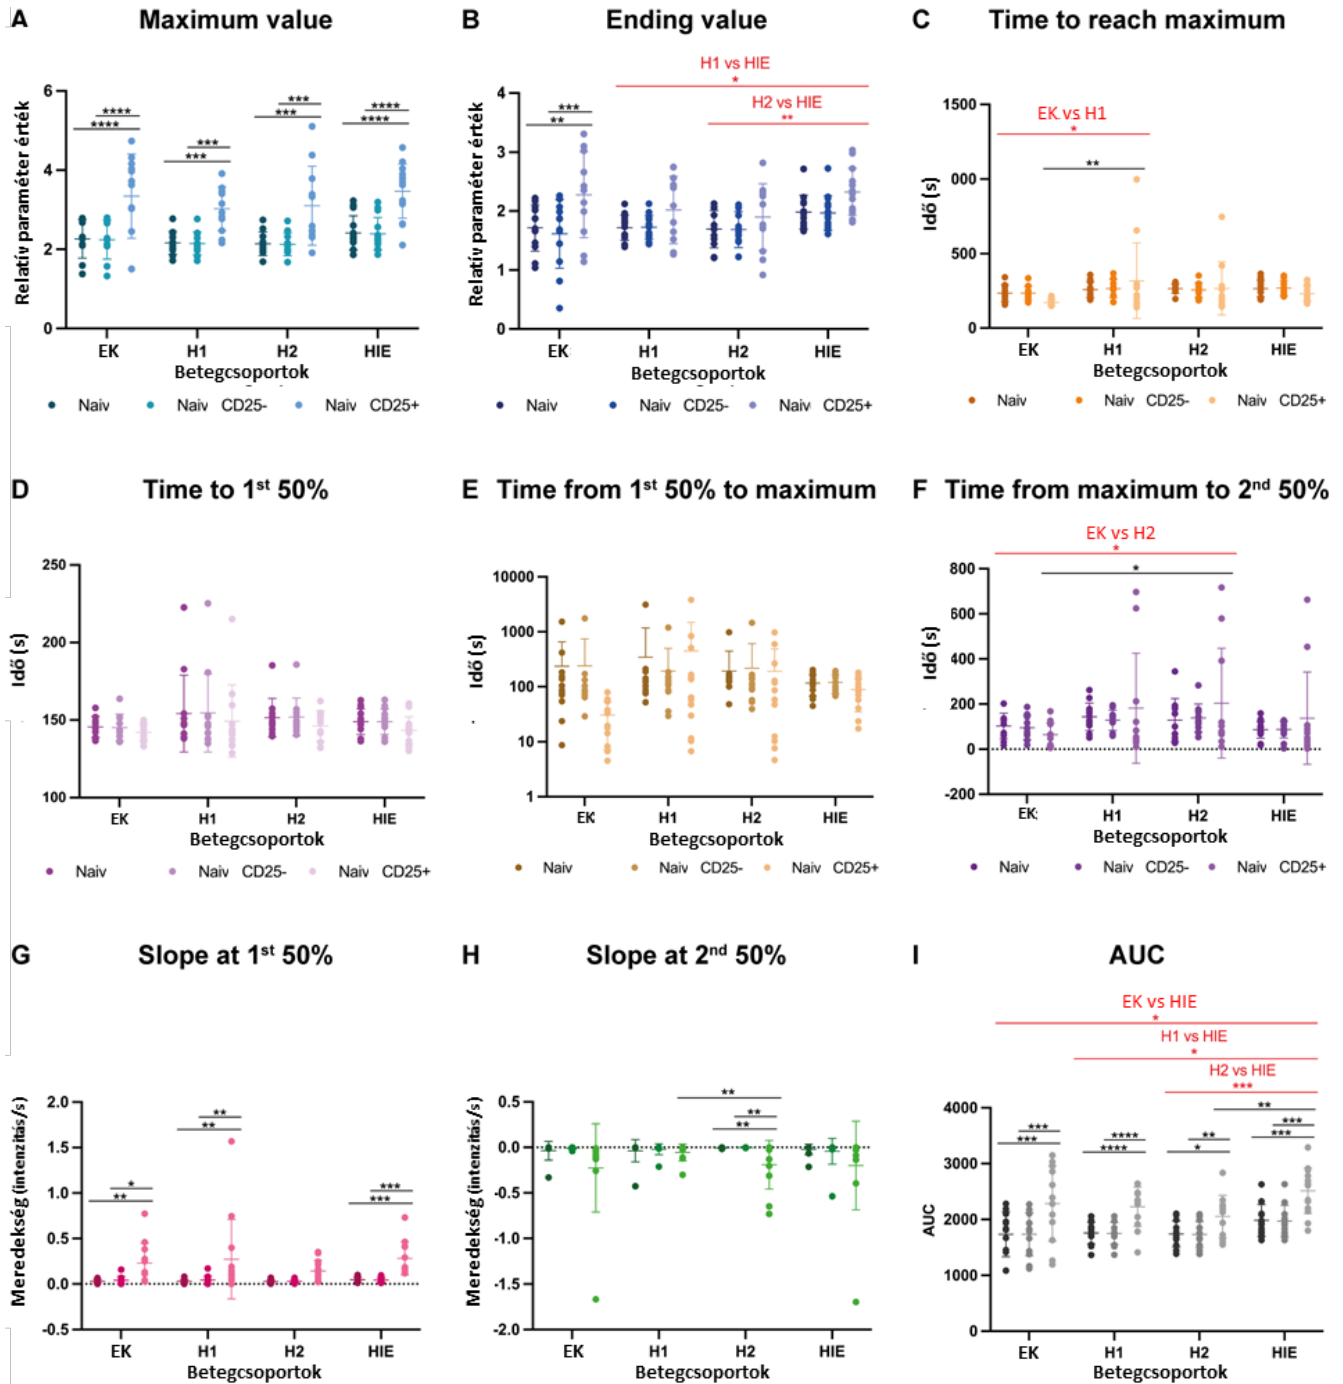 A Maximum value
6
4
2
0
Relatív paraméter érték
****
****
***
***
***
***
****
****
EK H1 H2 HIE
Betegcsoportok
Naiv Naiv CD25- Naiv CD25+
B Ending value
H1 vs HIE
*
H2 vs HIE
**
***
**
4
3
2
1
0
Relatív paraméter érték
EK H1 H2 HIE
Betegcsoportok
Naiv Naiv CD25- Naiv CD25+
C Time to reach maximum
EK vs H1
*
**
1500
000
500
0
Idő (s)
EK H1 H2 HIE
Betegcsoportok
Naiv Naiv CD25- Naiv CD25+
D Time to 1st 50%
250
200
150
100
Idő (s)
EK H1 H2 HIE
Betegcsoportok
Naiv Naiv CD25- Naiv CD25+
E Time from 1st 50% to maximum
10000
1000
100
10
1
Idő (s)
EK H1 H2 HIE
Betegcsoportok
Naiv Naiv CD25- Naiv CD25+
F Time from maximum to 2nd 50%
EK vs H2
*
*
800
600
400
200
0
-200
Idő (s)
EK: H1 H2 HIE
Betegcsoportok
Naiv Naiv CD25- Naiv CD25+
G Slope at 1st 50%
2.0
1.5
1.0
0.5
0.0
-0.5
Meredekség (intenzitás/s)
*
**
**
**
***
***
EK H1 H2 HIE
Betegcsoportok
H Slope at 2nd 50%
0.5
0.0
-0.5
-1.0
-1.5
-2.0
Meredekség (intenzitás/s)
**
**
**
EK H1 H2 HIE
Betegcsoportok
I AUC
EK vs HIE
*
H1 vs HIE
*
H2 vs HIE
***
**
***
***
****
****
**
*
***
***
4000
3000
2000
1000
0
AUC
EK H1 H2 HIE
Betegcsoportok